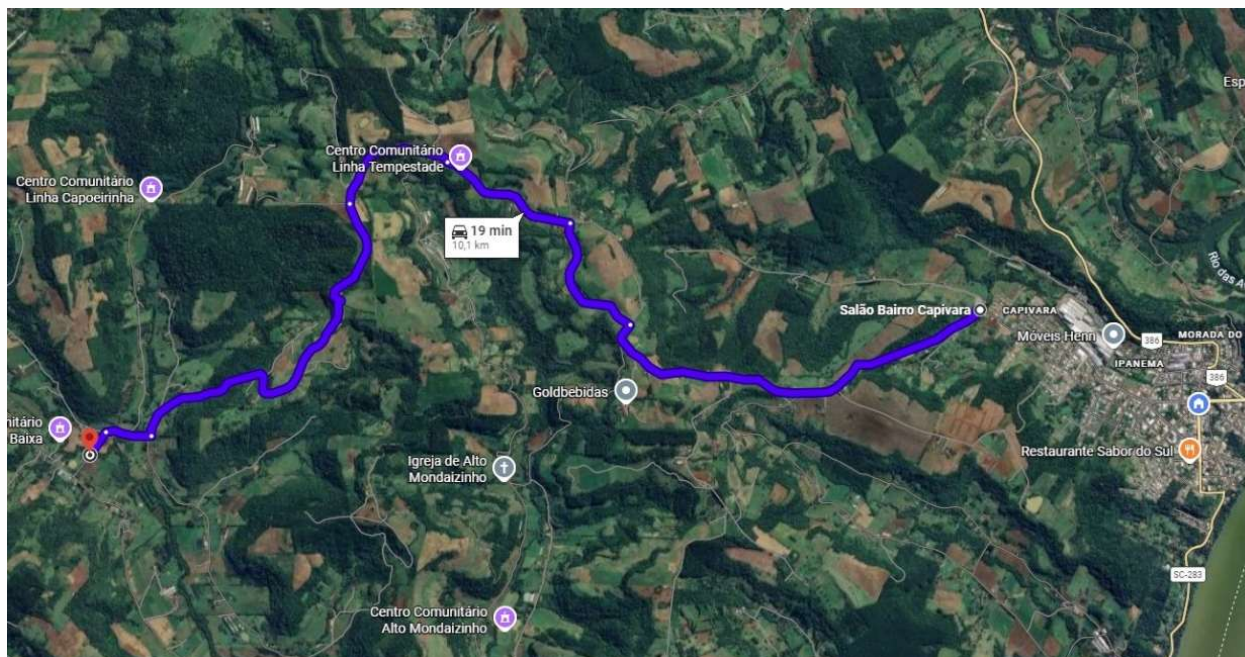 Esp
Centro Comunitário
Linha Tempestade
Centro Comunitário
Linha Capoeirinha
19 min
10,1 km
Rio das A
Salão Bairro Capivara
CAPIVARA
Móveis Henn
386
MORADA DO
IPANEMA
386
Goldbebidas
nitário
Baixa
Restaurante Sabor do Sul
Igreja de Alto
Mondaizinho
SC-283
Centro Comunitário
Alto Mondaizinho